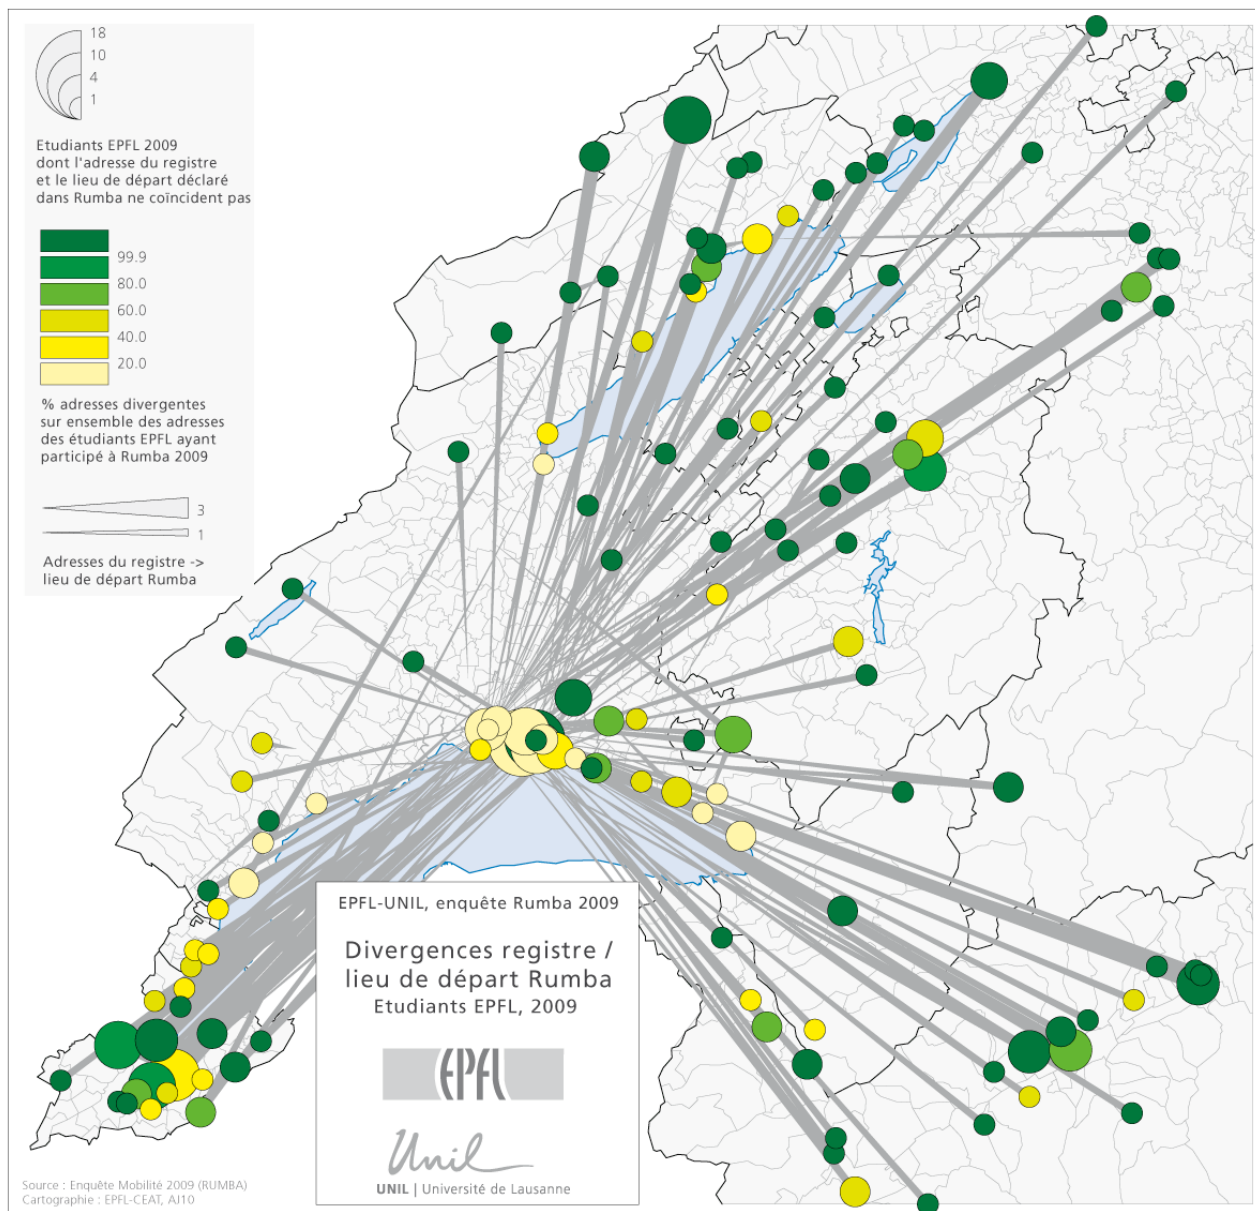 18
10
4
1
Etudiants EPFL 2009
dont l'adresse du registre
et le lieu de départ déclaré
dans Rumba ne coïncident pas
99.9
80.0
60.0
40.0
20.0
% adresses divergentes
sur ensemble des adresses
des étudiants EPFL ayant
participé à Rumba 2009
3
1
Adresses du registre ->
lieu de départ Rumba
EPFL-UNIL, enquête Rumba 2009
Divergences registre /
lieu de départ Rumba
Etudiants EPFL, 2009
EPFL
Unil
UNIL | Université de Lausanne
Source : Enquête Mobilité 2009 (RUMBA)
Cartographie : EPFL-CEAT, AJ10